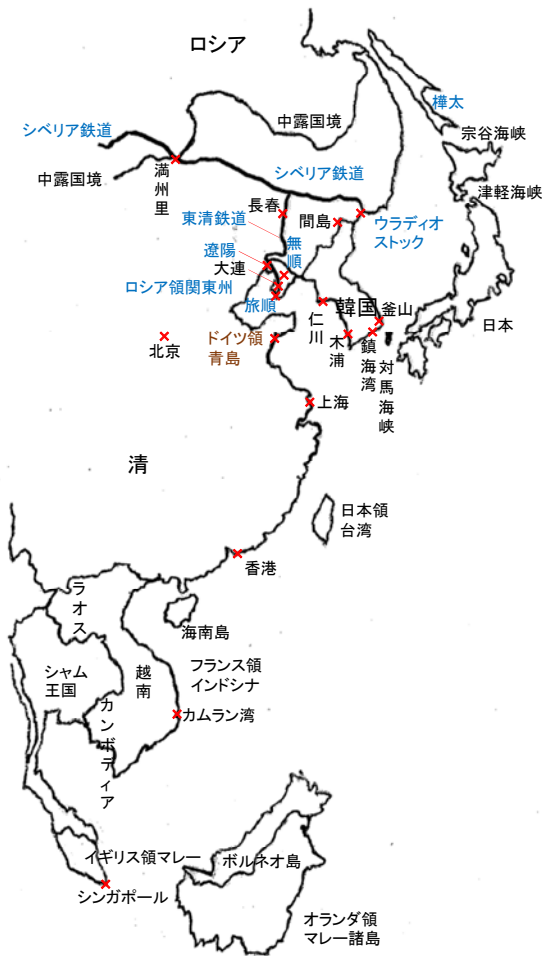 ロシア
樺太
中露国境
シベリア鉄道
宗谷海峡
中露国境
満州里
シベリア鉄道
津軽海峡
長春
間島
東清鉄道
無順
ウラディオ
ストック
遼陽
大連
ロシア領関東州
旅順
韓国
釜山
仁川
日本
北京
ドイツ領
青島
木浦
鎮海湾
対馬海峡
上海
清
日本領
台湾
香港
ラオス
海南島
シャム
王国
越南
フランス領
インドシナ
カンボディア
カムラン湾
イギリス領マレー
ボルネオ島
シンガポール
オランダ領
マレー諸島